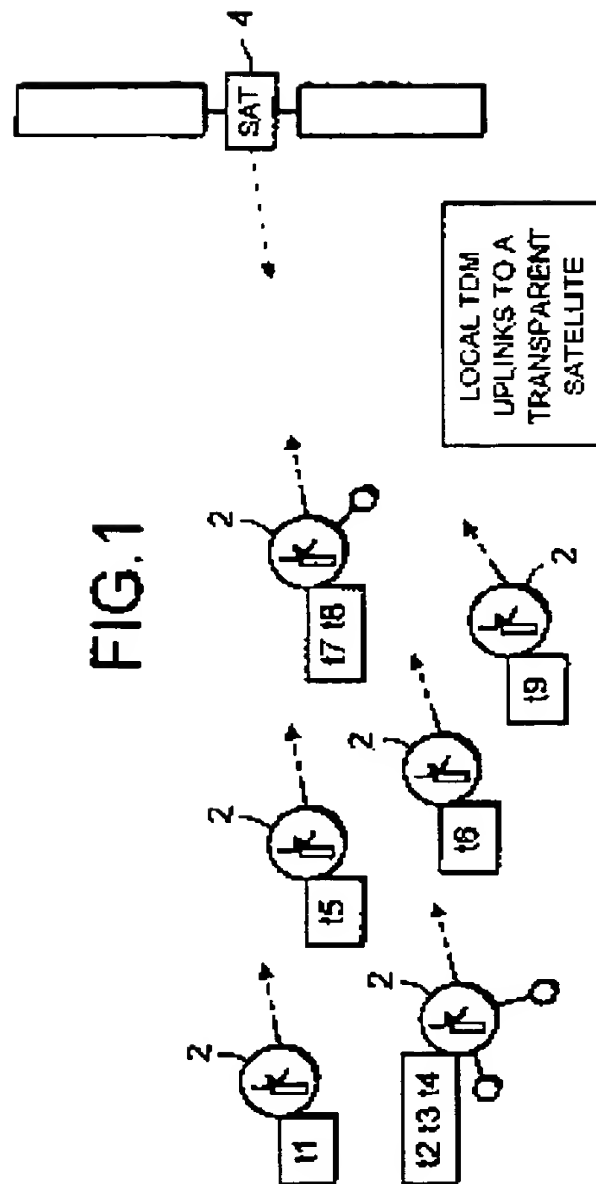 FIG.1
SAT
4
2
t1
2
t2 t3 t4
2
t5
2
t6
2
t7 t8
2
t9
LOCAL TDM
UPLINKS TO A
TRANSPARENT
SATELLITE